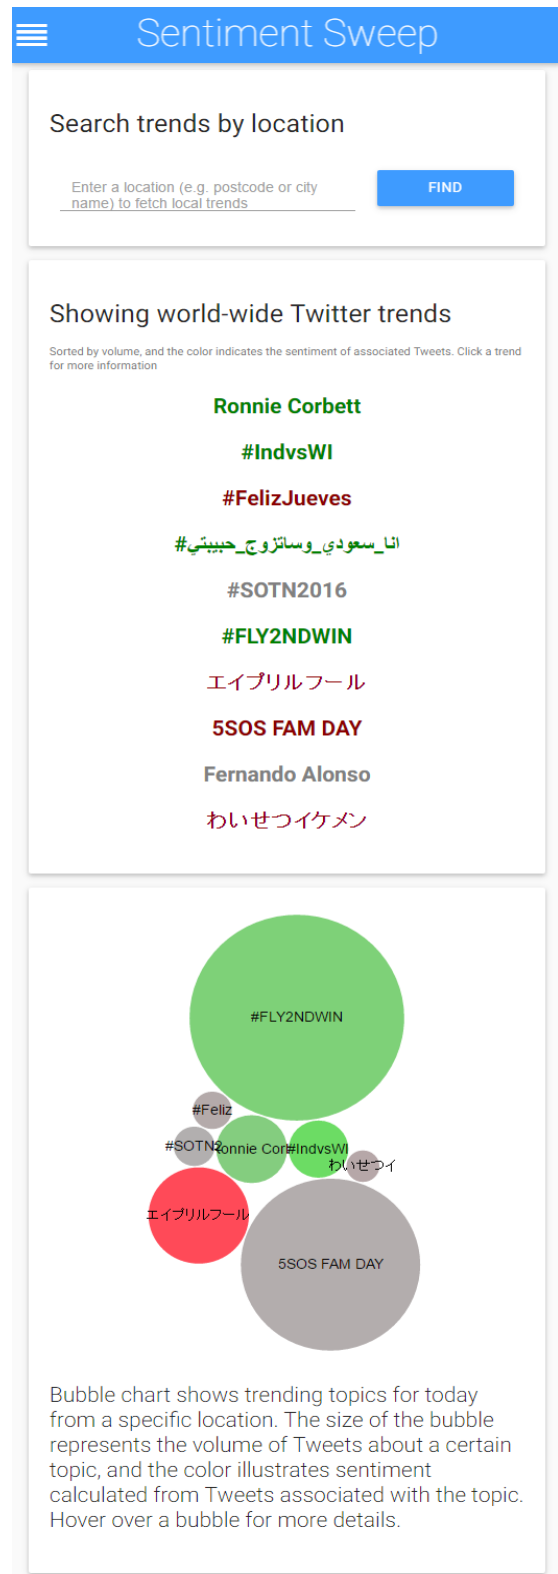 Sentiment Sweep
Search trends by location
Enter a location (e.g. postcode or city
name) to fetch local trends
FIND
Showing world-wide Twitter trends
Sorted by volume, and the color indicates the sentiment of associated Tweets. Click a trend
for more information
Ronnie Corbett
#IndvsWI
#FelizJueves
#انا_سعودي_وساتزوج_حبيبتي
#SOTN2016
#FLY2NDWIN
エイプリルフール
5SOS FAM DAY
Fernando Alonso
わいせつイケメン
#FLY2NDWIN
#Feliz
#SOTN2
Ronnie Cor
#IndvsWI
わいせつイ
エイプリルフール
5SOS FAM DAY
Bubble chart shows trending topics for today
from a specific location. The size of the bubble
represents the volume of Tweets about a certain
topic, and the color illustrates sentiment
calculated from Tweets associated with the topic.
Hover over a bubble for more details.